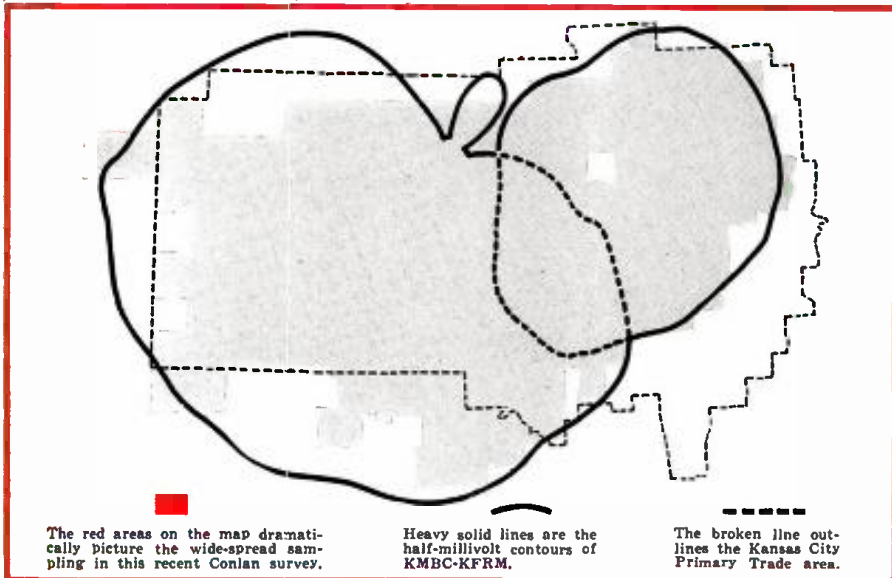 The red areas on the map dramati-
cally picture the wide-spread sam-
pling in this recent Conlan survey.
Heavy solid lines are the
half-millivolt contours of
KMBC-KFRM.
The broken line out-
lines the Kansas City
Primary Trade area.